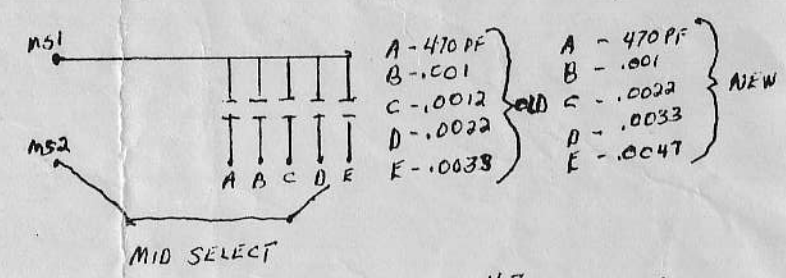 MS1
A - 470 PF
B - .001
C - .0012
D - .0022
E - .0033
OLD
A - 470 PF
B - .001
C - .0022
D - .0033
E - .0047
NEW
MS2
A B C D E
MID SELECT